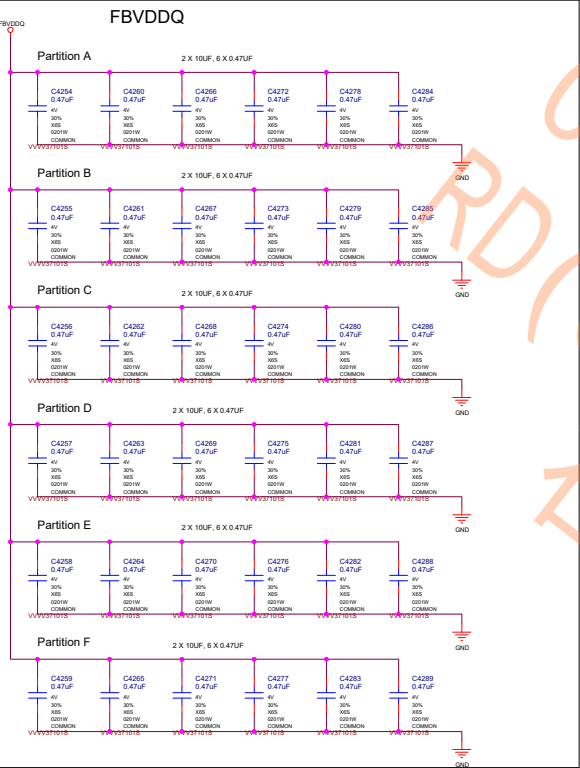 FBVDDQ
FBVDDQ
Partition A
2 X 10UF, 6 X 0.47UF
C4254 C4260 C4266 C4272 C4278 C4284
0.47uF 0.47uF 0.47uF 0.47uF 0.47uF 0.47uF
4V 4V 4V 4V 4V 4V
30% 30% 30% 30% 30% 30%
X6S X6S X6S X6S X6S X6S
0201W 0201W 0201W 0201W 0201W 0201W
COMMON COMMON COMMON COMMON COMMON COMMON
GND
Partition B
2 X 10UF, 6 X 0.47UF
C4255 C4261 C4267 C4273 C4279 C4285
0.47uF 0.47uF 0.47uF 0.47uF 0.47uF 0.47uF
4V 4V 4V 4V 4V 4V
30% 30% 30% 30% 30% 30%
X6S X6S X6S X6S X6S X6S
0201W 0201W 0201W 0201W 0201W 0201W
COMMON COMMON COMMON COMMON COMMON COMMON
GND
Partition C
2 X 10UF, 6 X 0.47UF
C4256 C4262 C4268 C4274 C4280 C4286
0.47uF 0.47uF 0.47uF 0.47uF 0.47uF 0.47uF
4V 4V 4V 4V 4V 4V
30% 30% 30% 30% 30% 30%
X6S X6S X6S X6S X6S X6S
0201W 0201W 0201W 0201W 0201W 0201W
COMMON COMMON COMMON COMMON COMMON COMMON
GND
Partition D
2 X 10UF, 6 X 0.47UF
C4257 C4263 C4269 C4275 C4281 C4287
0.47uF 0.47uF 0.47uF 0.47uF 0.47uF 0.47uF
4V 4V 4V 4V 4V 4V
30% 30% 30% 30% 30% 30%
X6S X6S X6S X6S X6S X6S
0201W 0201W 0201W 0201W 0201W 0201W
COMMON COMMON COMMON COMMON COMMON COMMON
GND
Partition E
2 X 10UF, 6 X 0.47UF
C4258 C4264 C4270 C4276 C4282 C4288
0.47uF 0.47uF 0.47uF 0.47uF 0.47uF 0.47uF
4V 4V 4V 4V 4V 4V
30% 30% 30% 30% 30% 30%
X6S X6S X6S X6S X6S X6S
0201W 0201W 0201W 0201W 0201W 0201W
COMMON COMMON COMMON COMMON COMMON COMMON
GND
Partition F
2 X 10UF, 6 X 0.47UF
C4259 C4265 C4271 C4277 C4283 C4289
0.47uF 0.47uF 0.47uF 0.47uF 0.47uF 0.47uF
4V 4V 4V 4V 4V 4V
30% 30% 30% 30% 30% 30%
X6S X6S X6S X6S X6S X6S
0201W 0201W 0201W 0201W 0201W 0201W
COMMON COMMON COMMON COMMON COMMON COMMON
GND
RD(